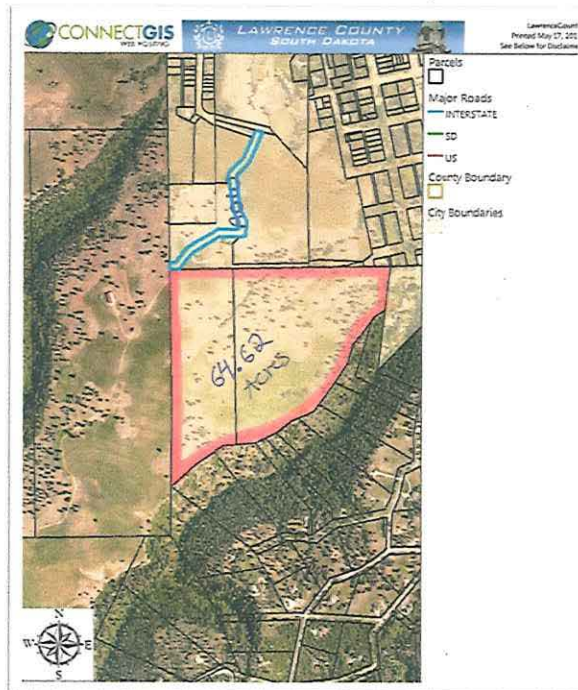 CONNECTGIS
WEB HOSTING
LAWRENCE COUNTY
SOUTH DAKOTA
Printed May 17, 201
See Below for Disclaime
Parcels
Major Roads
INTERSTATE
SD
US
County Boundary
City Boundaries
64.62
Acres
N
W
E
S